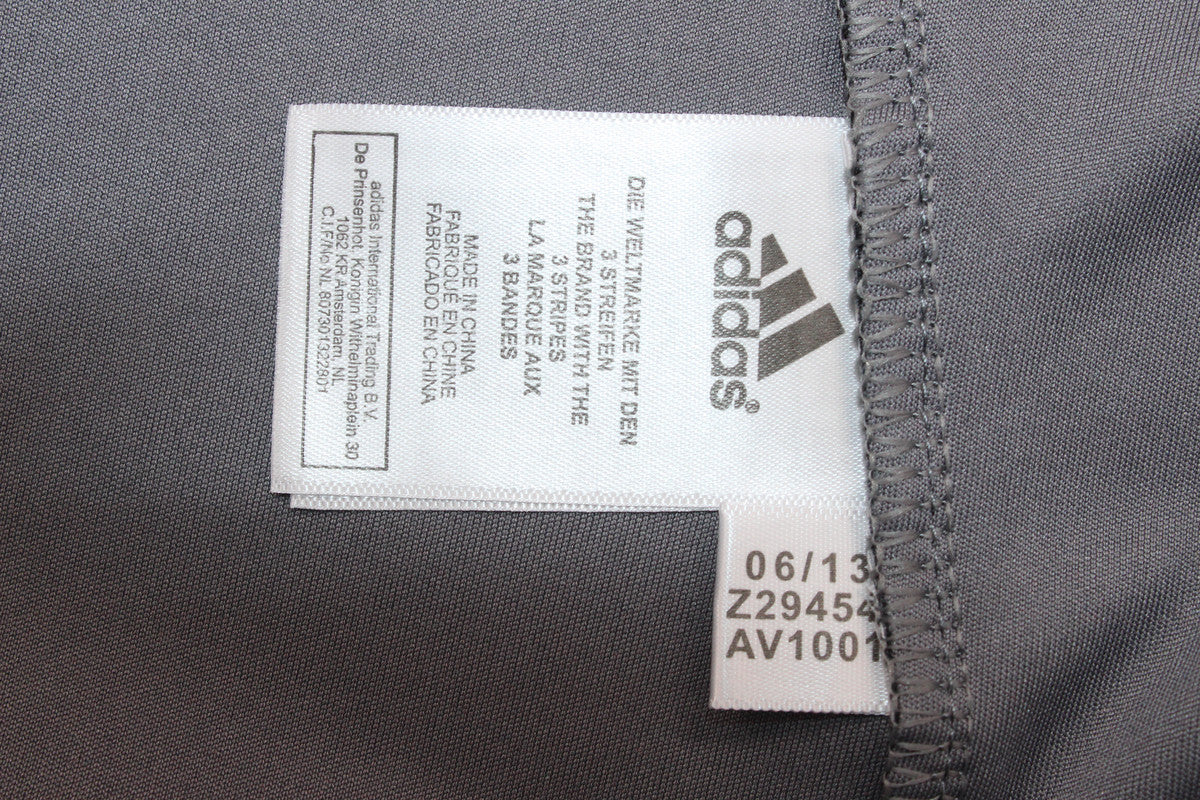 adidas®
DIE WELTMARKE MIT DEN
3 STREIFEN
THE BRAND WITH THE
3 STRIPES
LA MARQUE AUX
3 BANDES
MADE IN CHINA
FABRIQUÉ EN CHINE
FABRICADO EN CHINA
adidas International Trading B.V.
De Prinsenhof, Koningin Wilhelminaplein 30
1062 KR Amsterdam, NL
C.I.F/No.NL 807301322B01
06/13
Z29454
AV1001